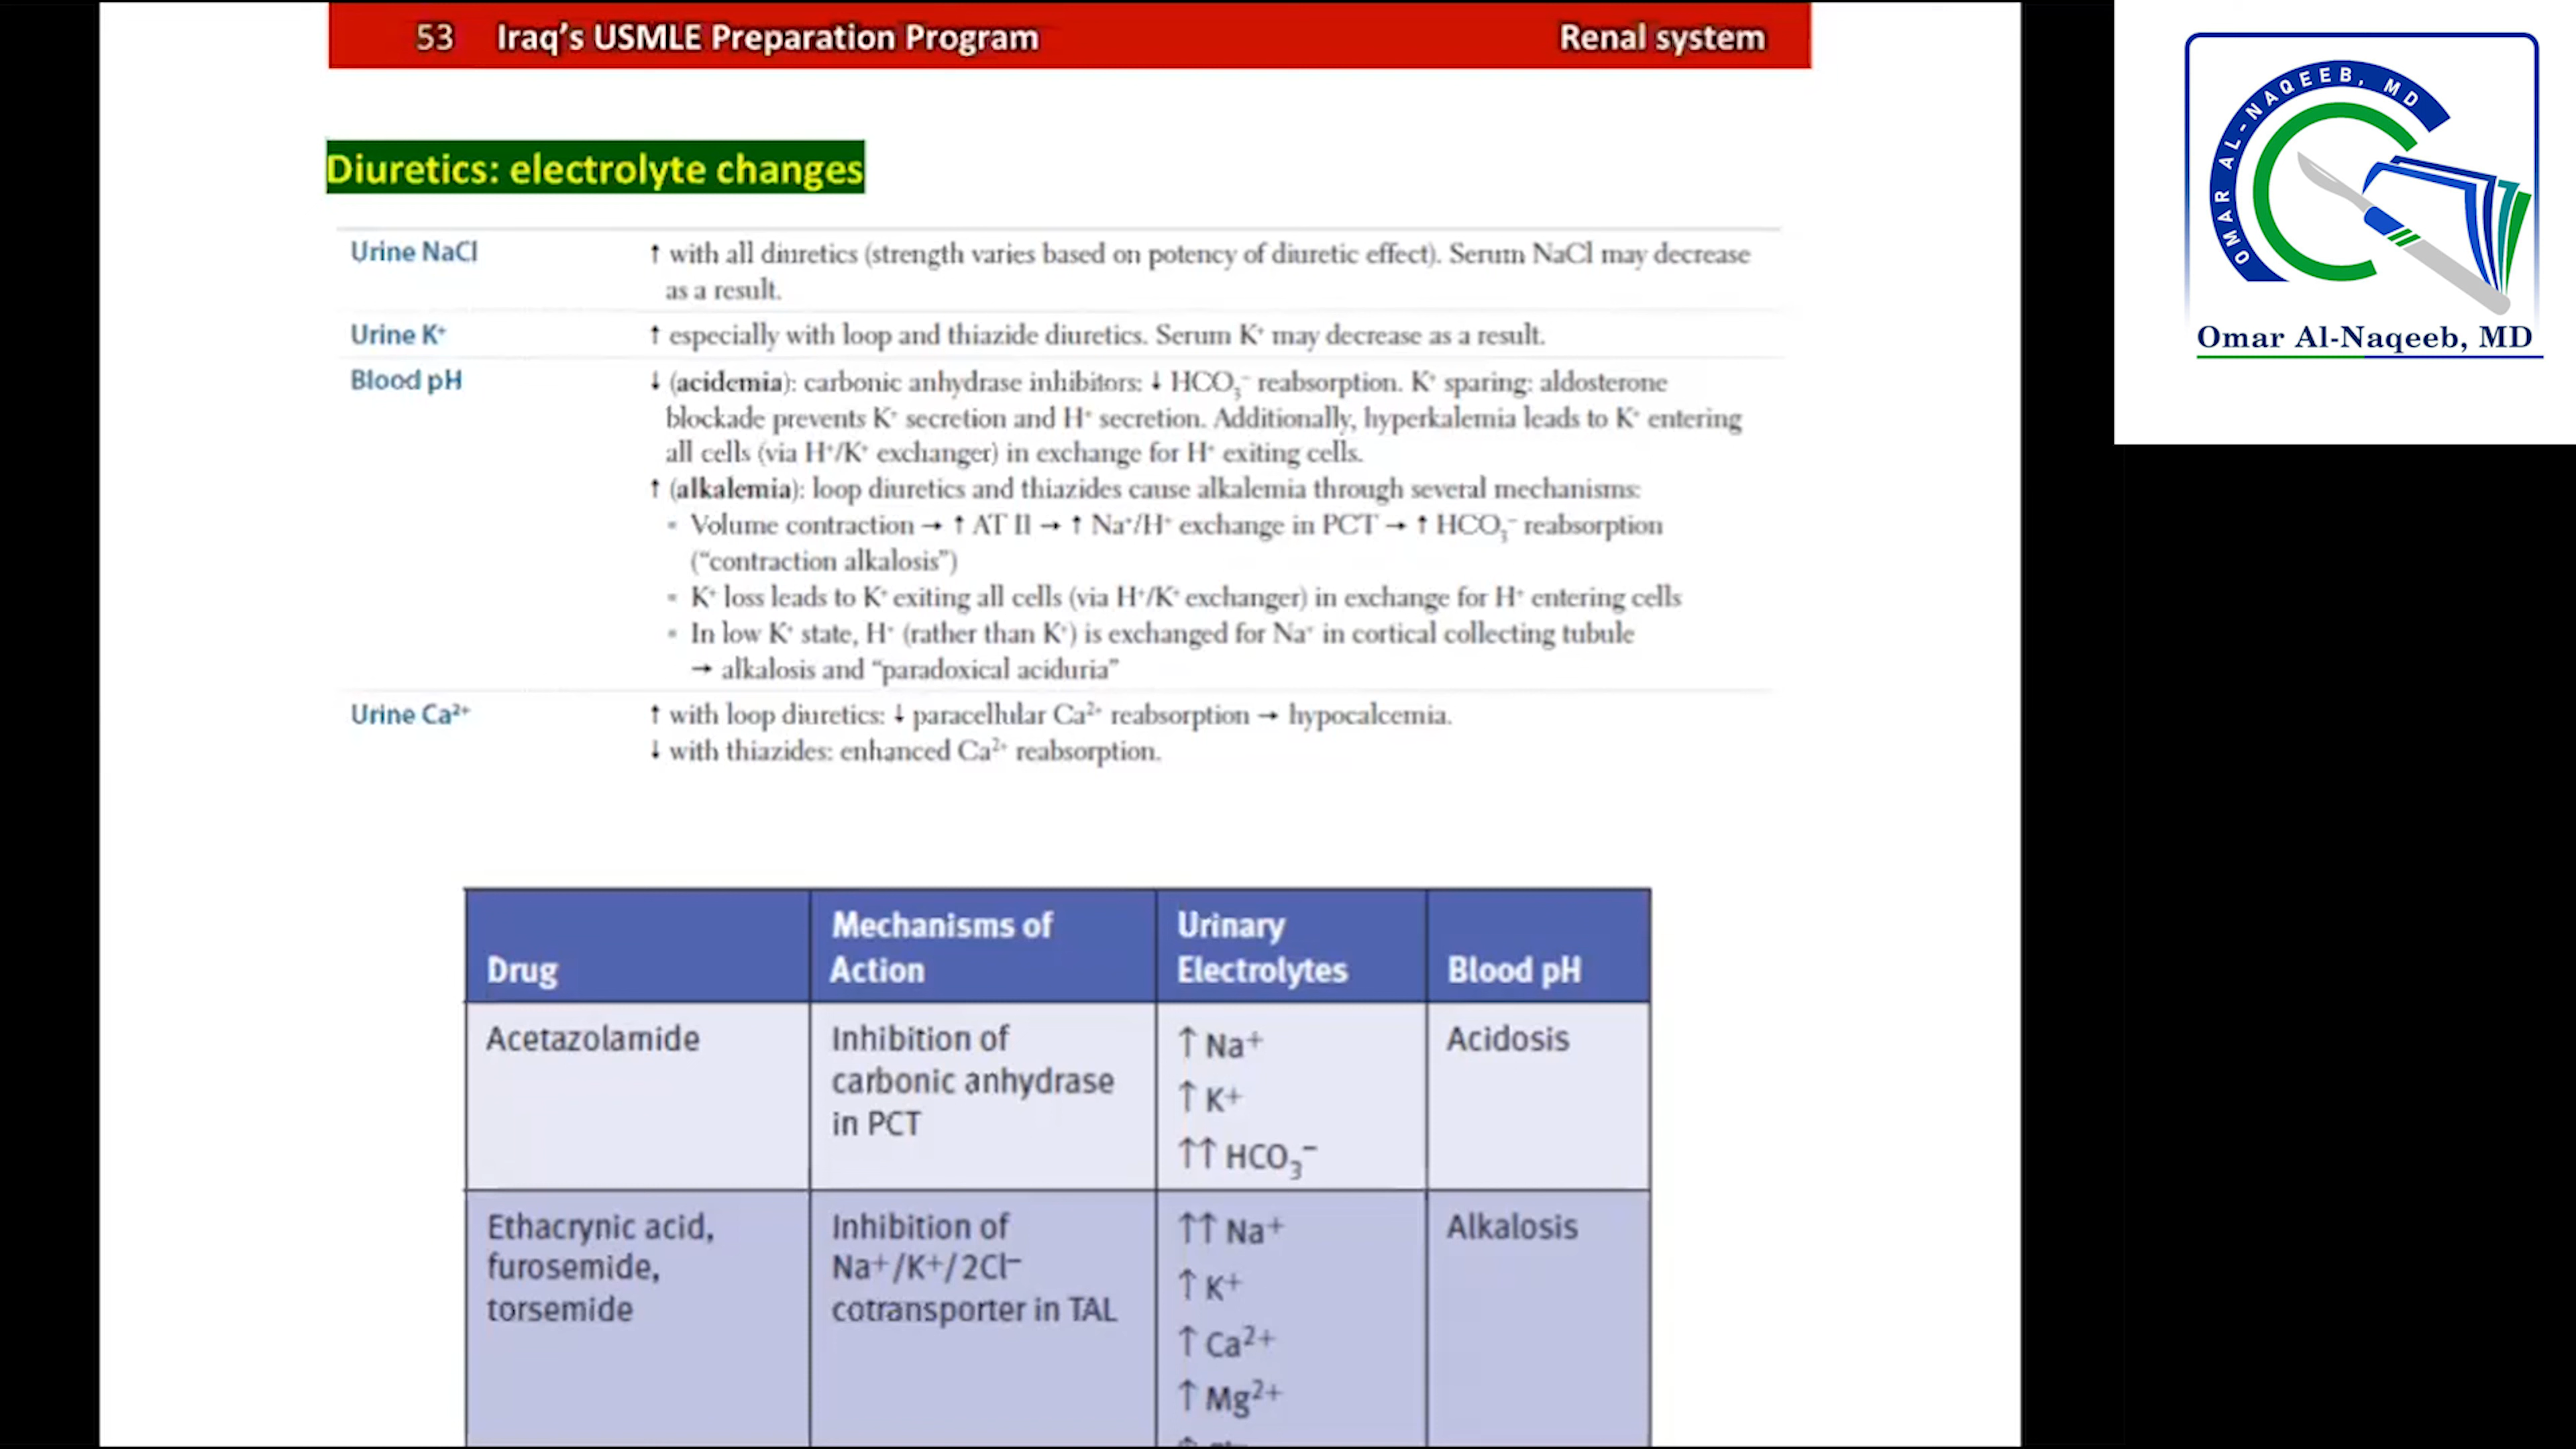 53 Iraq's USMLE Preparation Program Renal system
OMAR AL-NAQEEB, MD
Omar Al-Naqeeb, MD
Diuretics: electrolyte changes
Urine NaCl ↑ with all diuretics (strength varies based on potency of diuretic effect). Serum NaCl may decrease
as a result.
Urine K⁺ ↑ especially with loop and thiazide diuretics. Serum K⁺ may decrease as a result.
Blood pH ↓ (acidemia): carbonic anhydrase inhibitors: ↓ HCO₃⁻ reabsorption. K⁺ sparing: aldosterone
blockade prevents K⁺ secretion and H⁺ secretion. Additionally, hyperkalemia leads to K⁺ entering
all cells (via H⁺/K⁺ exchanger) in exchange for H⁺ exiting cells.
↑ (alkalemia): loop diuretics and thiazides cause alkalemia through several mechanisms:
▪ Volume contraction → ↑ AT II → ↑ Na⁺/H⁺ exchange in PCT → ↑ HCO₃⁻ reabsorption
("contraction alkalosis")
▪ K⁺ loss leads to K⁺ exiting all cells (via H⁺/K⁺ exchanger) in exchange for H⁺ entering cells
▪ In low K⁺ state, H⁺ (rather than K⁺) is exchanged for Na⁺ in cortical collecting tubule
→ alkalosis and "paradoxical aciduria"
Urine Ca²⁺ ↑ with loop diuretics: ↓ paracellular Ca²⁺ reabsorption → hypocalcemia.
↓ with thiazides: enhanced Ca²⁺ reabsorption.
Drug Mechanisms of Action Urinary Electrolytes Blood pH
Acetazolamide Inhibition of ↑ Na⁺ Acidosis
carbonic anhydrase ↑ K⁺
in PCT ↑↑ HCO₃⁻
Ethacrynic acid, Inhibition of ↑↑ Na⁺ Alkalosis
furosemide, Na⁺/K⁺/2Cl⁻ ↑ K⁺
torsemide cotransporter in TAL ↑ Ca²⁺
↑ Mg²⁺